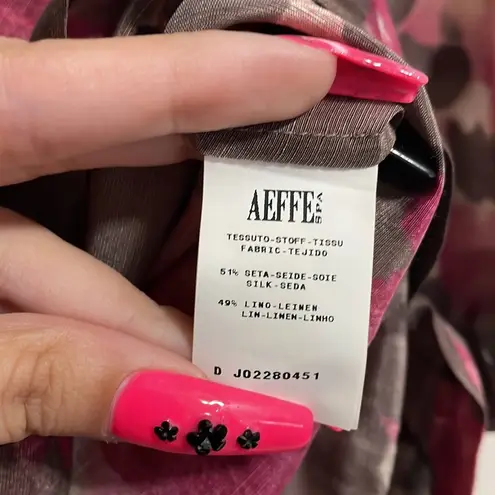 AEFFE SPA
TESSUTO-STOFF-TISSU
FABRIC-TEJIDO
51% SETA-SEIDE-SOIE
SILK-SEDA
49% LINO-LEINEN
LIN-LINEN-LINHO
D J02280451